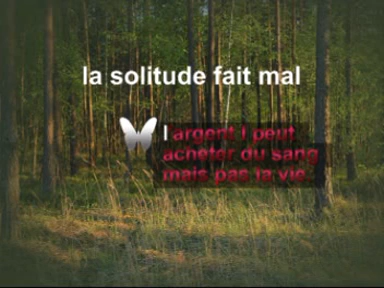 la solitude fait mal
l'argent l peut
acheter du sang
mais pas la vie